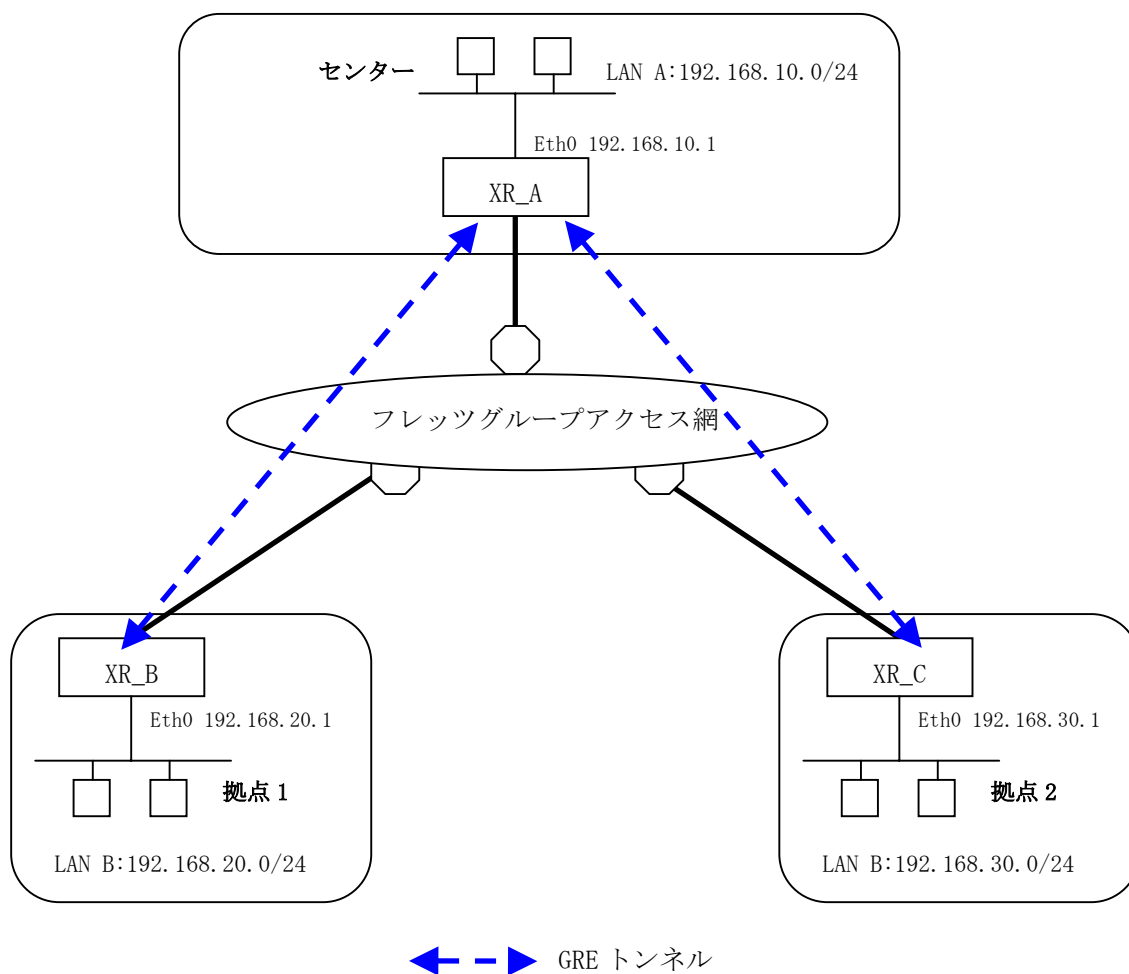 センター
LAN A:192.168.10.0/24
Eth0 192.168.10.1
XR_A
フレッツグループアクセス網
XR_B
Eth0 192.168.20.1
拠点 1
LAN B:192.168.20.0/24
XR_C
Eth0 192.168.30.1
拠点 2
LAN B:192.168.30.0/24
GRE トンネル